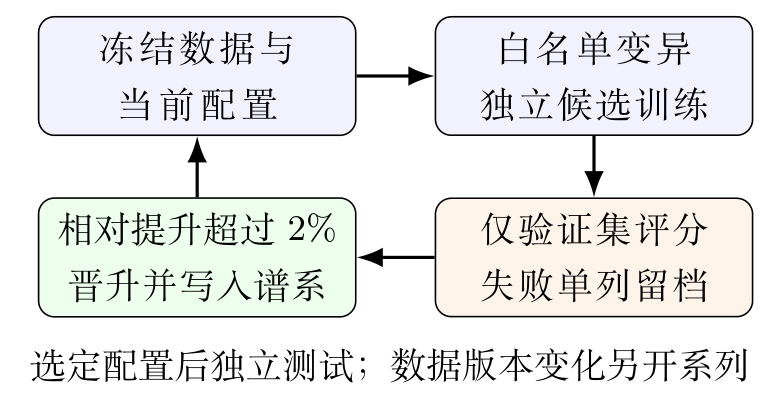 冻结数据与
当前配置
白名单变异
独立候选训练
相对提升超过 2%
晋升并写入谱系
仅验证集评分
失败单列留档
选定配置后独立测试；数据版本变化另开系列